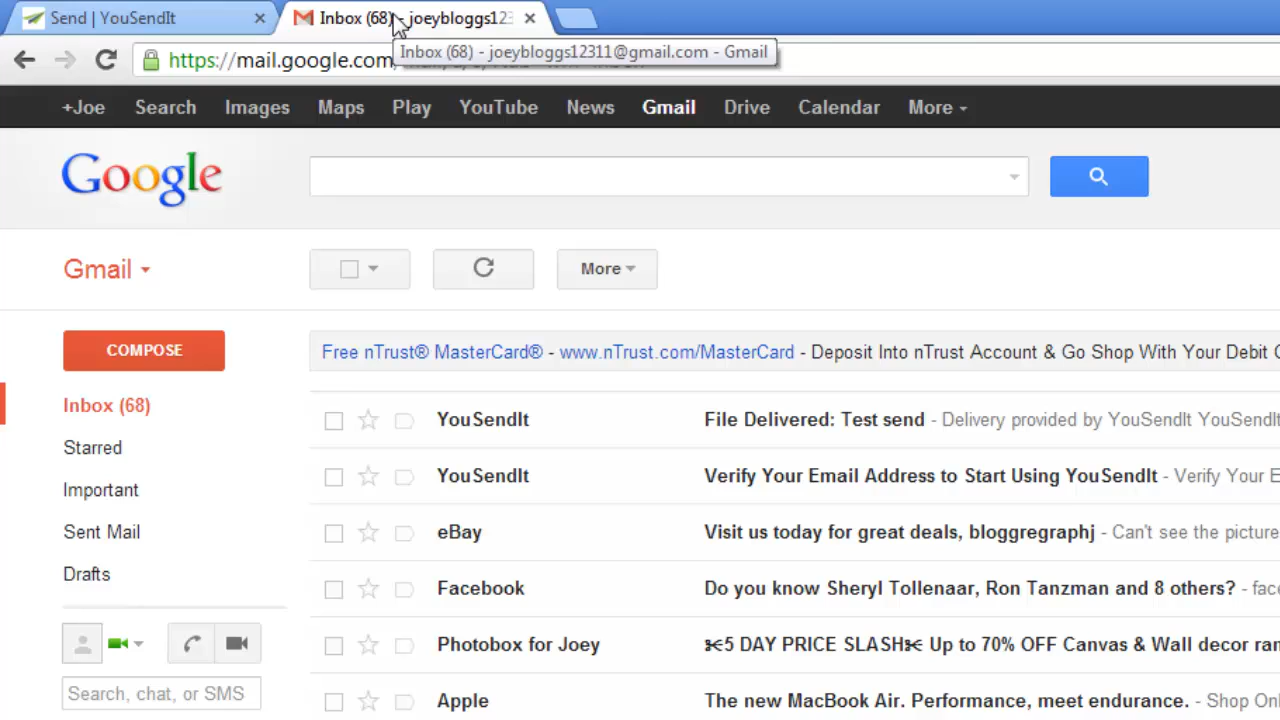 Send | YouSendIt
Inbox (68) - joeybloggs123
Inbox (68) - joeybloggs12311@gmail.com - Gmail
https://mail.google.com
+Joe Search Images Maps Play YouTube News Gmail Drive Calendar More
Google
Gmail
More
COMPOSE
Free nTrust® MasterCard® - www.nTrust.com/MasterCard - Deposit Into nTrust Account & Go Shop With Your Debit
Inbox (68)
Starred
Important
Sent Mail
Drafts
YouSendIt File Delivered: Test send - Delivery provided by YouSendIt YouSendIt
YouSendIt Verify Your Email Address to Start Using YouSendIt - Verify Your E
eBay Visit us today for great deals, bloggregraphj - Can't see the picture
Facebook Do you know Sheryl Tollenaar, Ron Tanzman and 8 others? - face
Photobox for Joey ✂5 DAY PRICE SLASH✂ Up to 70% OFF Canvas & Wall decor ran
Apple The new MacBook Air. Performance, meet endurance. - Shop Onl
Search, chat, or SMS